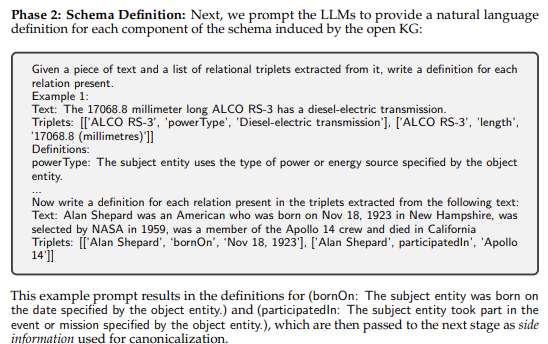 Phase 2: Schema Definition: Next, we prompt the LLMs to provide a natural language
definition for each component of the schema induced by the open KG:
Given a piece of text and a list of relational triplets extracted from it, write a definition for each
relation present.
Example 1:
Text: The 17068.8 millimeter long ALCO RS-3 has a diesel-electric transmission.
Triplets: [['ALCO RS-3', 'powerType', 'Diesel-electric transmission'], ['ALCO RS-3', 'length',
'17068.8 (millimetres)']]
Definitions:
powerType: The subject entity uses the type of power or energy source specified by the object
entity.
...
Now write a definition for each relation present in the triplets extracted from the following text:
Text: Alan Shepard was an American who was born on Nov 18, 1923 in New Hampshire, was
selected by NASA in 1959, was a member of the Apollo 14 crew and died in California
Triplets: [['Alan Shepard', 'bornOn', 'Nov 18, 1923'], ['Alan Shepard', participatedIn', 'Apollo
14']]
This example prompt results in the definitions for (bornOn: The subject entity was born on
the date specified by the object entity.) and (participatedIn: The subject entity took part in the
event or mission specified by the object entity.), which are then passed to the next stage as side
information used for canonicalization.